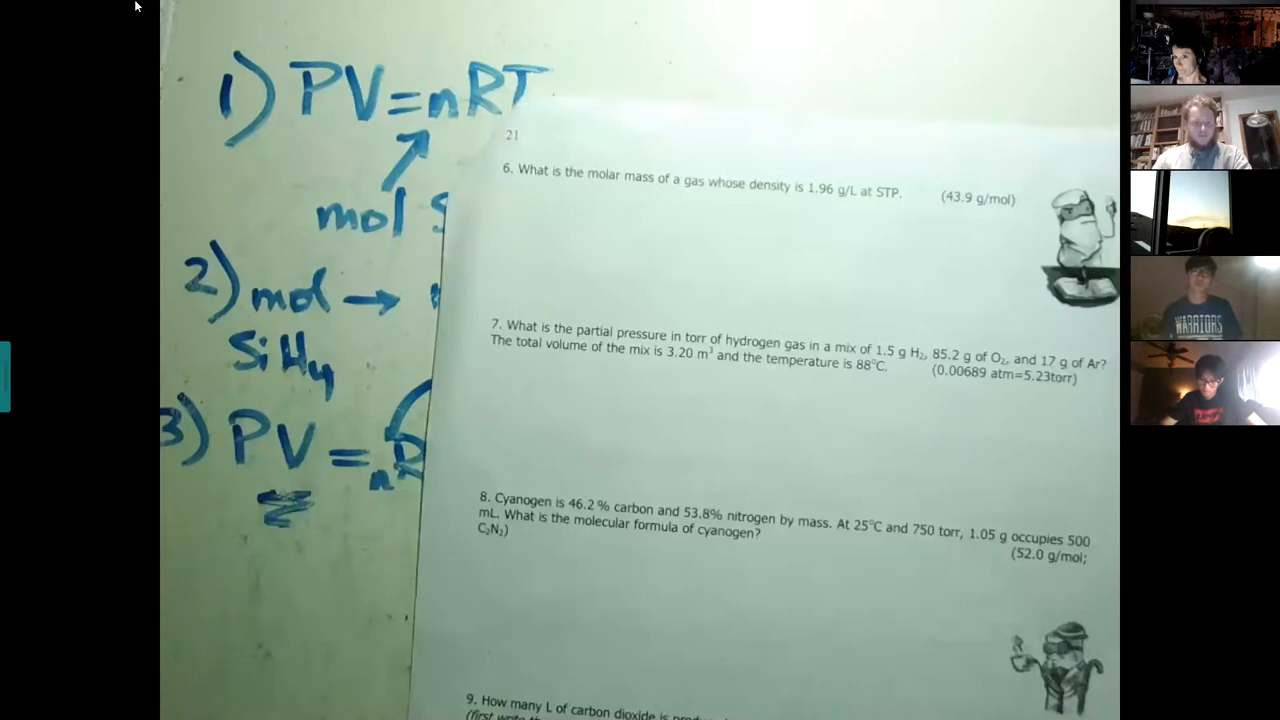 1) PV=nRT
mol
2) mol →
SiH4
3) PV = nR
21
6. What is the molar mass of a gas whose density is 1.96 g/L at STP. (43.9 g/mol)
7. What is the partial pressure in torr of hydrogen gas in a mix of 1.5 g H₂, 85.2 g of O₂, and 17 g of Ar?
The total volume of the mix is 3.20 m³ and the temperature is 88°C. (0.00689 atm=5.23torr)
8. Cyanogen is 46.2 % carbon and 53.8% nitrogen by mass. At 25°C and 750 torr, 1.05 g occupies 500
mL. What is the molecular formula of cyanogen? (52.0 g/mol;
C₂N₂)
9. How many L of carbon dioxide is
(first write
WARRIORS